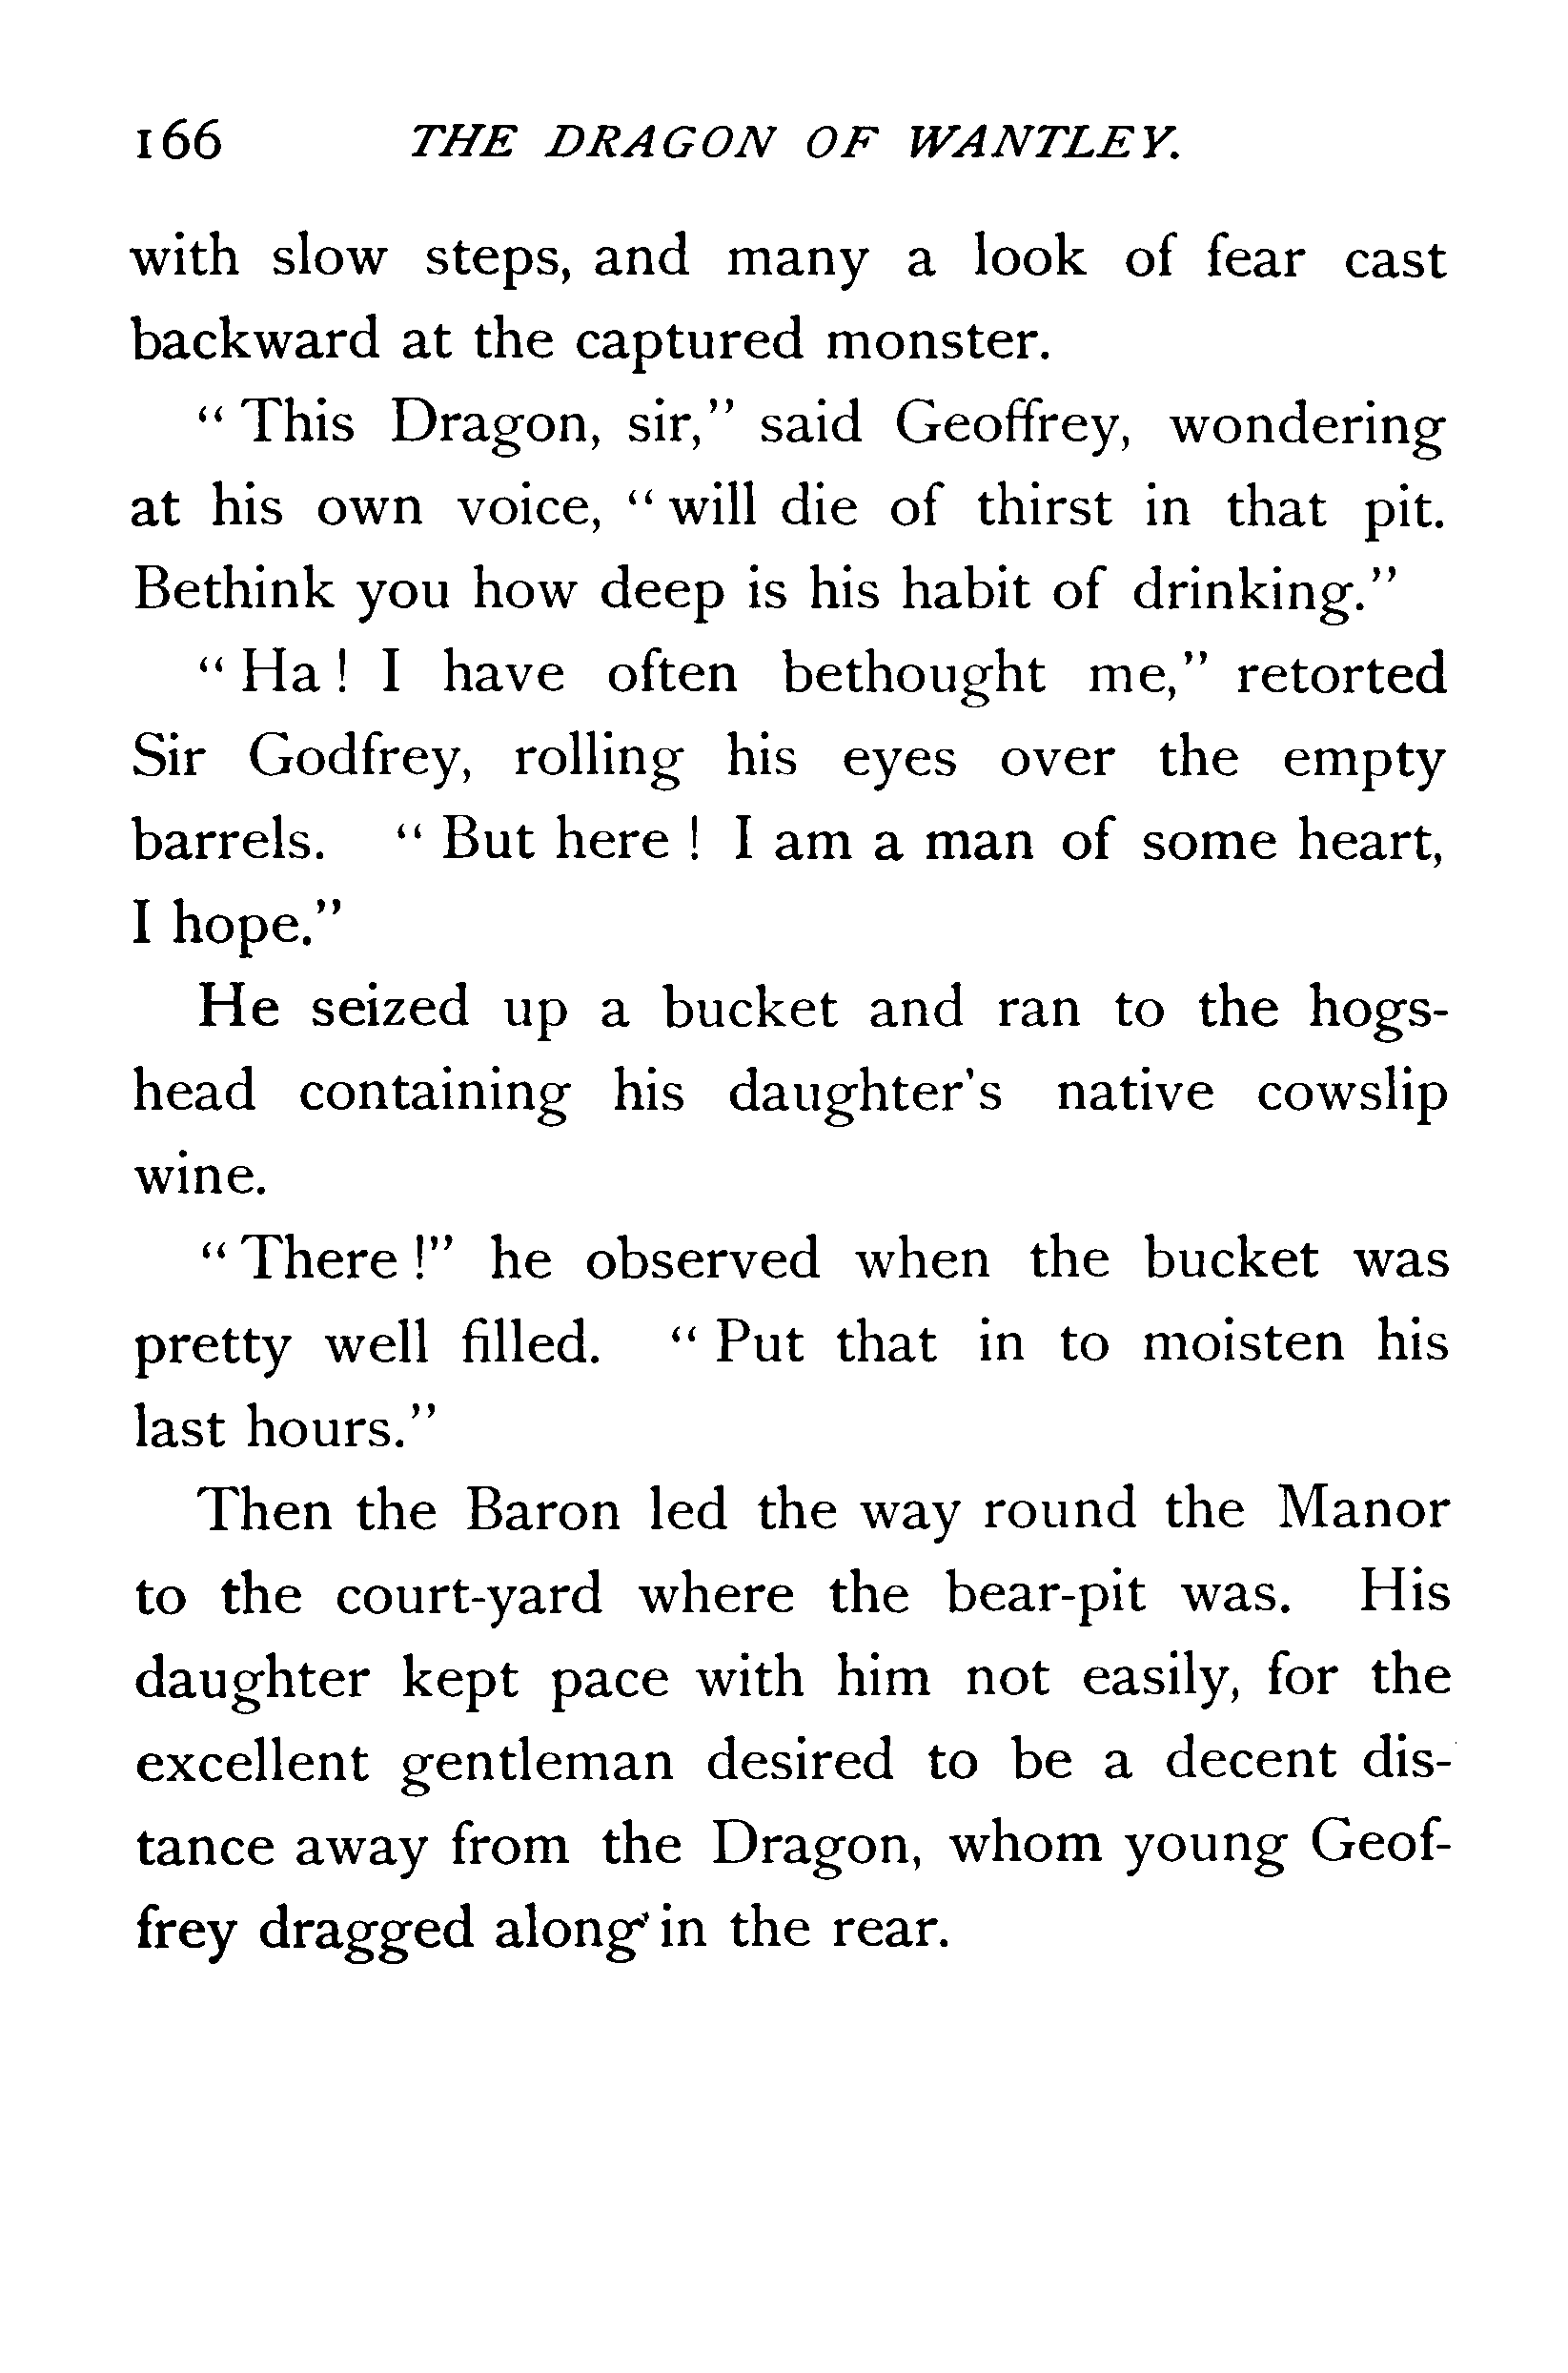 166 THE DRAGON OF WANTLEY.
with slow steps, and many a look of fear cast
backward at the captured monster.
“This Dragon, sir,” said Geoffrey, wondering
at his own voice, “will die of thirst in that pit.
Bethink you how deep is his habit of drinking.”
“Ha! I have often bethought me,” retorted
Sir Godfrey, rolling his eyes over the empty
barrels. “But here! I am a man of some heart,
I hope.”
He seized up a bucket and ran to the hogs-
head containing his daughter's native cowslip
wine.
“There!” he observed when the bucket was
pretty well filled. “Put that in to moisten his
last hours.”
Then the Baron led the way round the Manor
to the court-yard where the bear-pit was. His
daughter kept pace with him not easily, for the
excellent gentleman desired to be a decent dis-
tance away from the Dragon, whom young Geof-
frey dragged along in the rear.